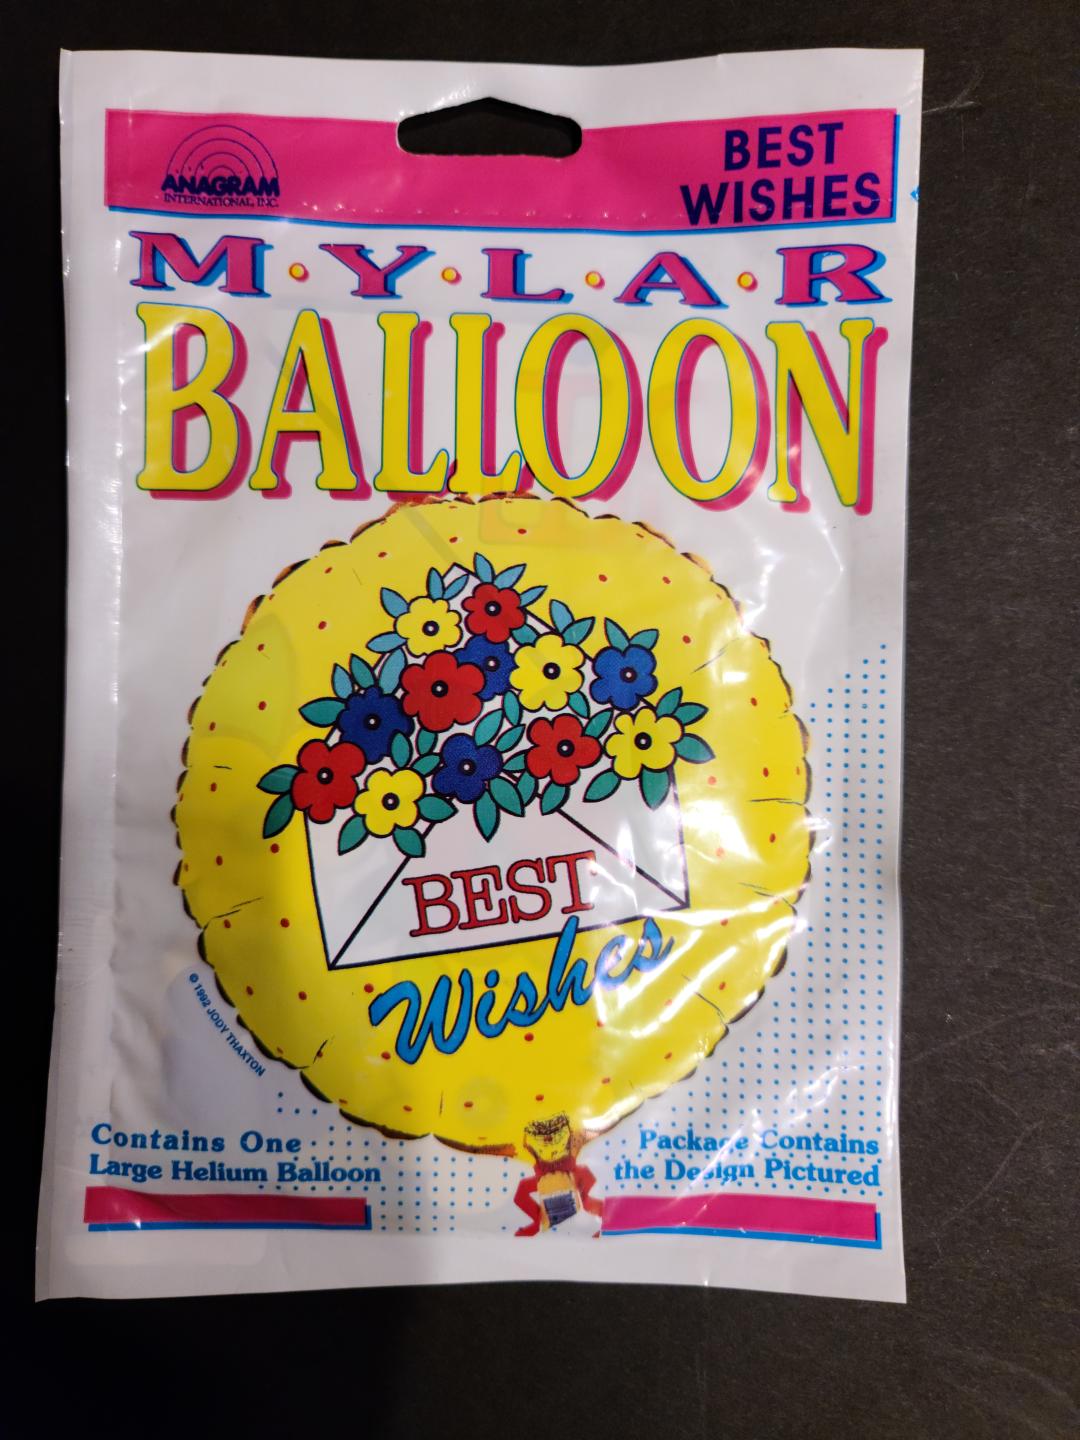 ANAGRAM
INTERNATIONAL, INC.
BEST
WISHES
M·Y·L·A·R
BALLOON
BEST
Wishes
© 1992 JODY THAXTON
Contains One
Large Helium Balloon
Package Contains
the Design Pictured